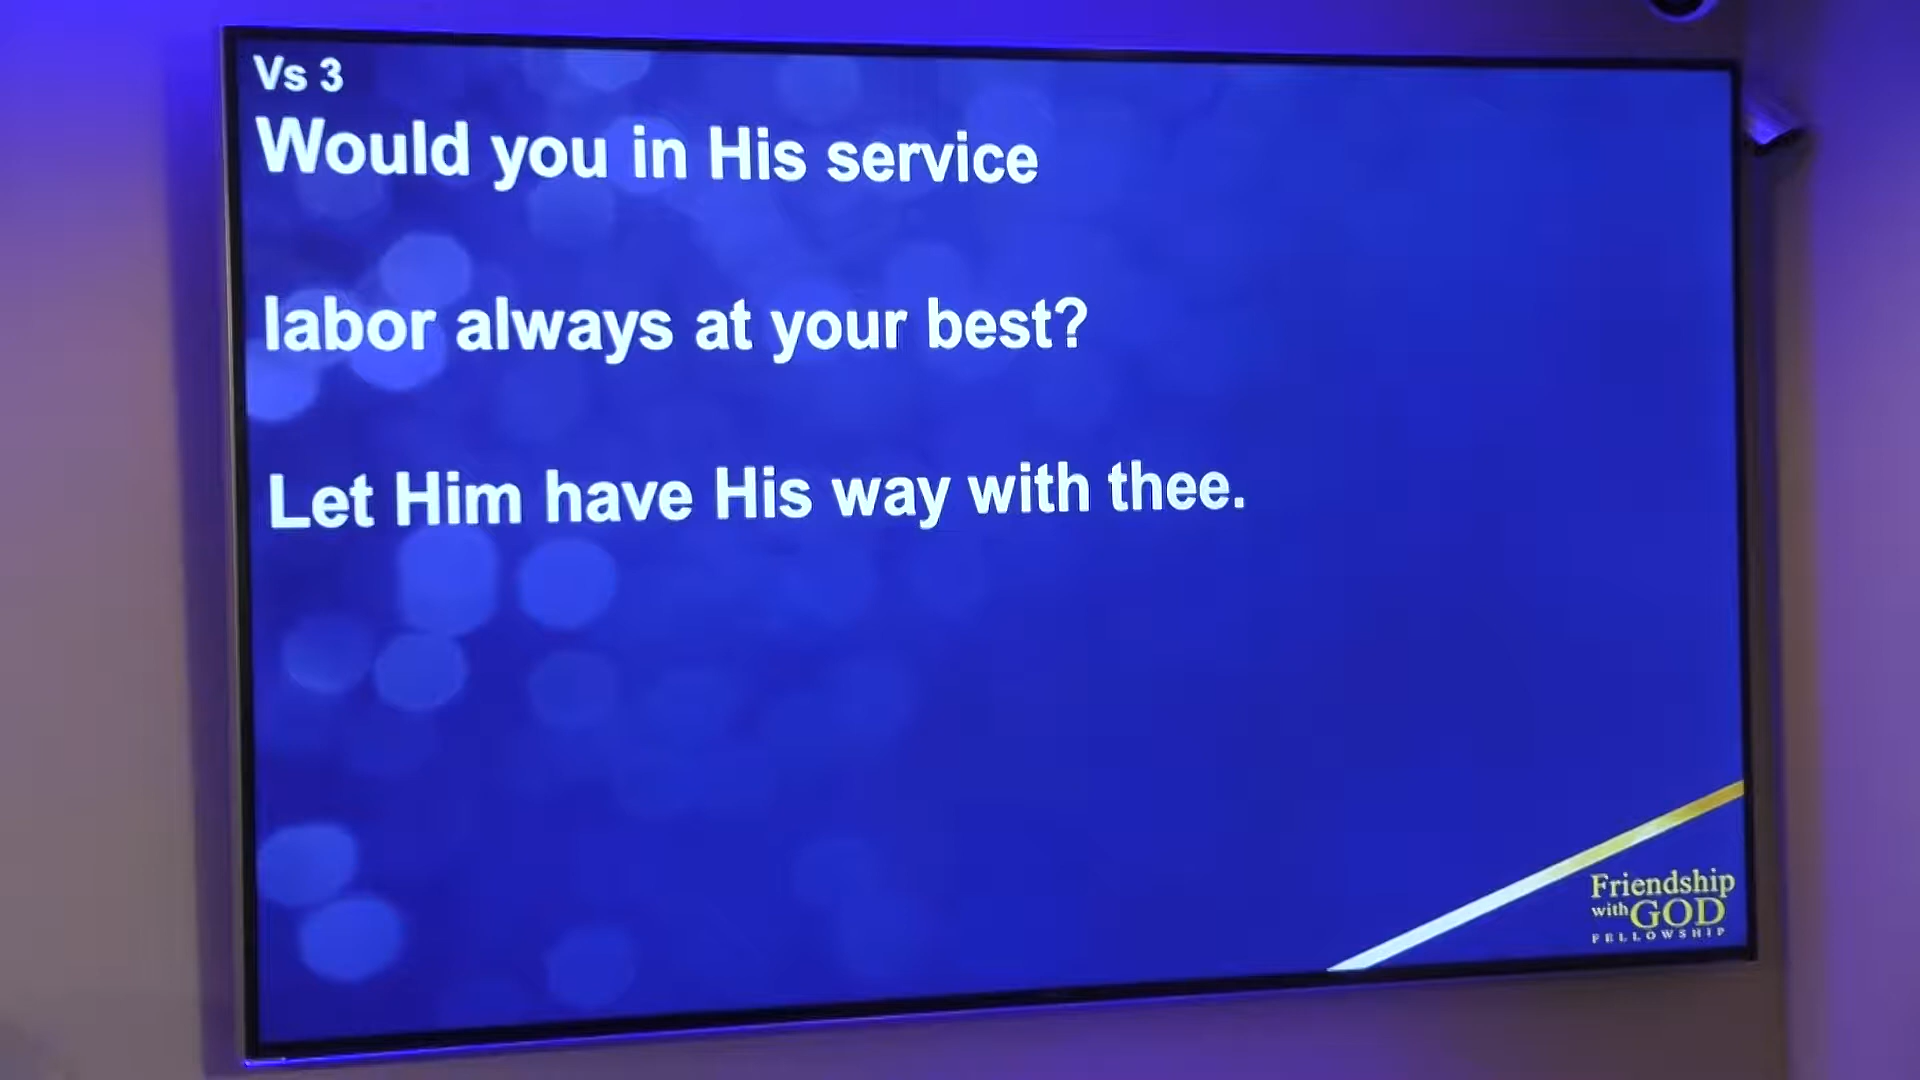 Vs 3
Would you in His service
labor always at your best?
Let Him have His way with thee.
Friendship
with GOD
FELLOWSHIP